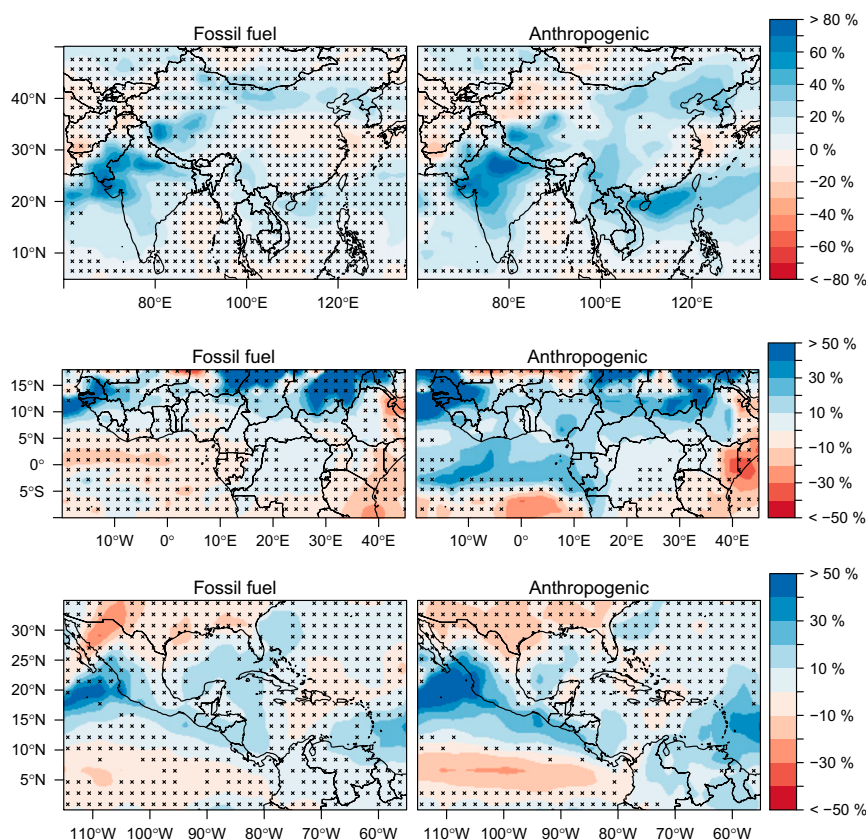 Fossil fuel Anthropogenic
> 80 %
60 %
40 %
20 %
0 %
−20 %
−40 %
−60 %
< −80 %
40°N
30°N
20°N
10°N
80°E 100°E 120°E 80°E 100°E 120°E
Fossil fuel Anthropogenic
> 50 %
30 %
10 %
−10 %
−30 %
< −50 %
15°N
10°N
5°N
0°
5°S
10°W 0° 10°E 20°E 30°E 40°E 10°W 0° 10°E 20°E 30°E 40°E
Fossil fuel Anthropogenic
> 50 %
30 %
10 %
−10 %
−30 %
< −50 %
30°N
25°N
20°N
15°N
10°N
5°N
110°W 100°W 90°W 80°W 70°W 60°W 110°W 100°W 90°W 80°W 70°W 60°W